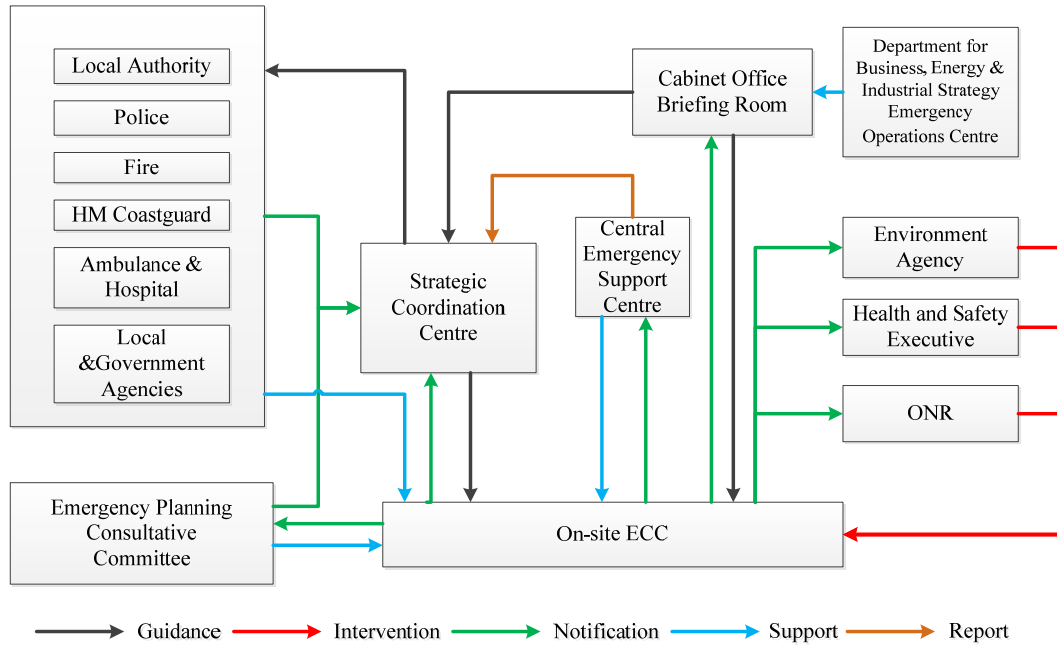 Local Authority
Police
Fire
HM Coastguard
Ambulance &
Hospital
Local
&Government
Agencies
Emergency Planning
Consultative
Committee
Strategic
Coordination
Centre
Cabinet Office
Briefing Room
Central
Emergency
Support
Centre
Department for
Business, Energy &
Industrial Strategy
Emergency
Operations Centre
Environment
Agency
Health and Safety
Executive
ONR
On-site ECC
Guidance
Intervention
Notification
Support
Report